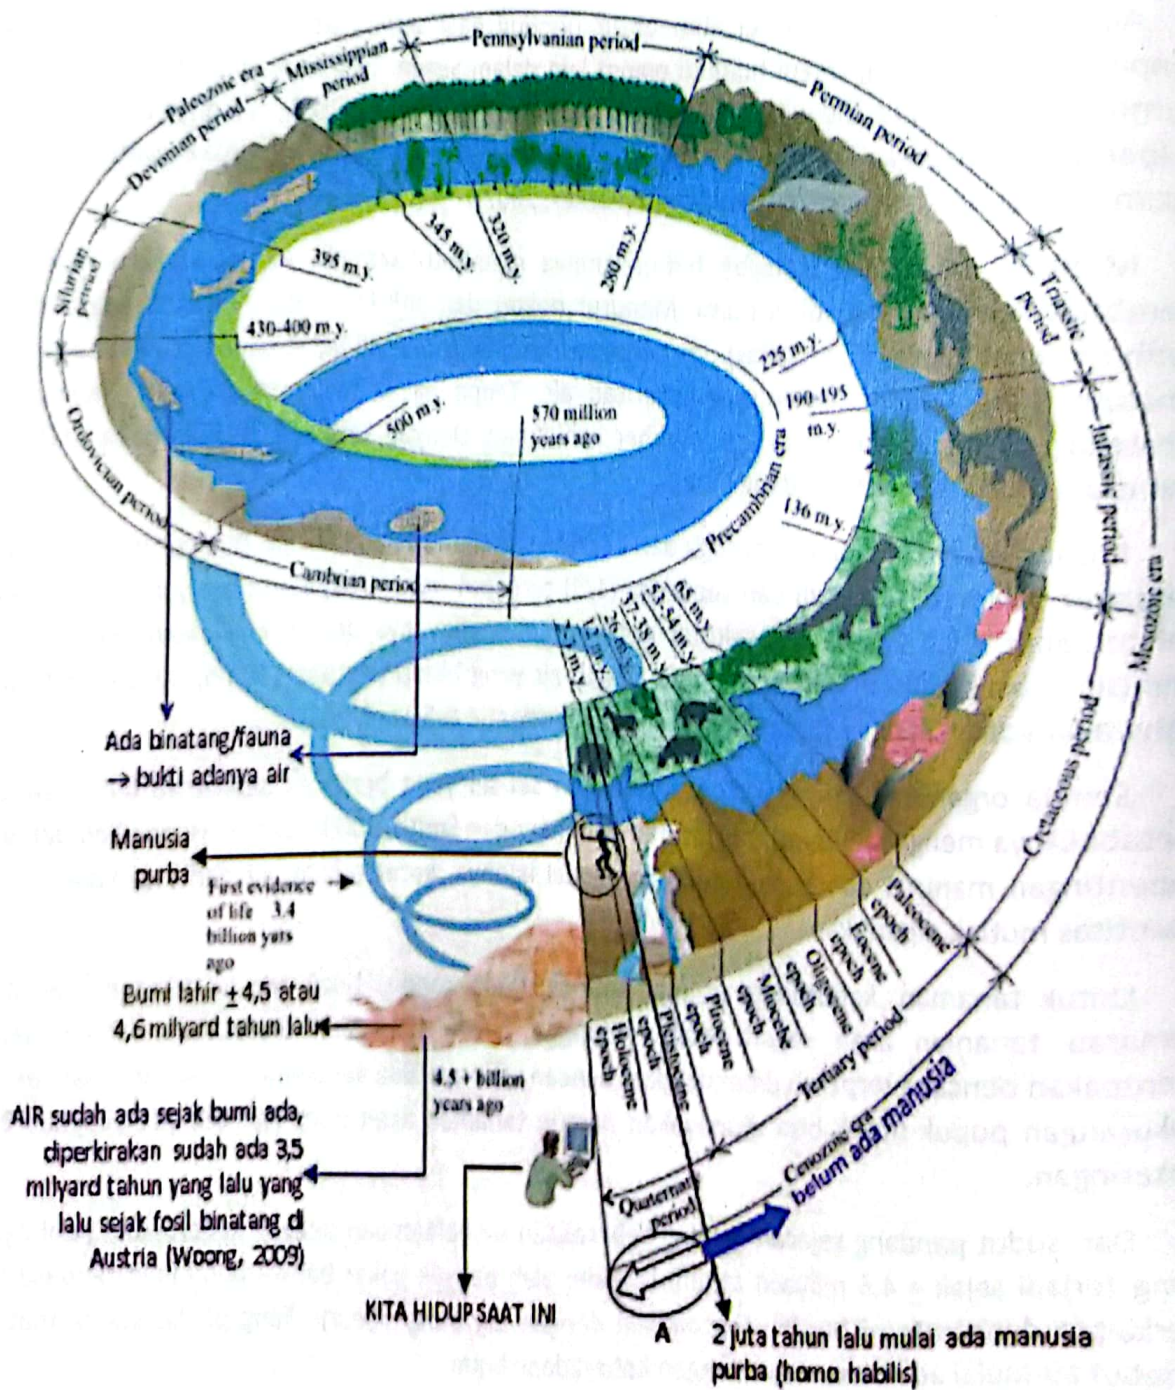 Pennsylvanian period
Mississippian
period
Paleozoic era
Devonian period
Permian period
Silurian
period
Triassic
period
345 m.y.
320 m.y.
280 m.y.
395 m.y.
430-400 m.y.
225 m.y.
190-195
m.y.
500 m.y.
570 million
years ago
Ordovician period
Jurassic period
Mesozoic era
136 m.y.
Precambrian era
Cambrian period
37-38 m.y.
Cretaceous period
Ada binatang/fauna
→ bukti adanya air
Manusia
purba
First evidence
of life 3.4
billion yars
ago
Paleocene
epoch
Eocene
epoch
Oligocene
epoch
epoch
Pliocene
epoch
Pleistocene
epoch
Holocene
epoch
Bumi lahir ± 4,5 atau
4,6 milyard tahun lalu
4.5 + billion
years ago
Tertiary period
Cenozoic era
belum ada manusia
Quaternary
period
AIR sudah ada sejak bumi ada,
diperkirakan sudah ada 3,5
milyard tahun yang lalu yang
lalu sejak fosil binatang di
Austria (Woong, 2009)
KITA HIDUP SAAT INI
A
2 juta tahun lalu mulai ada manusia
purba (homo habilis)